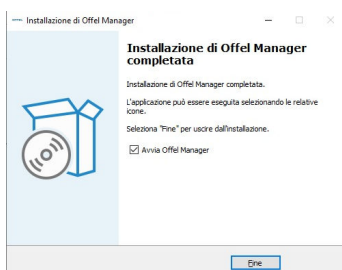 Installazione di Offel Manager
Installazione di Offel Manager
completata
Installazione di Offel Manager completata.
L'applicazione può essere eseguita selezionando le relative
icone.
Seleziona "Fine" per uscire dall'installazione.
Avvia Offel Manager
Fine